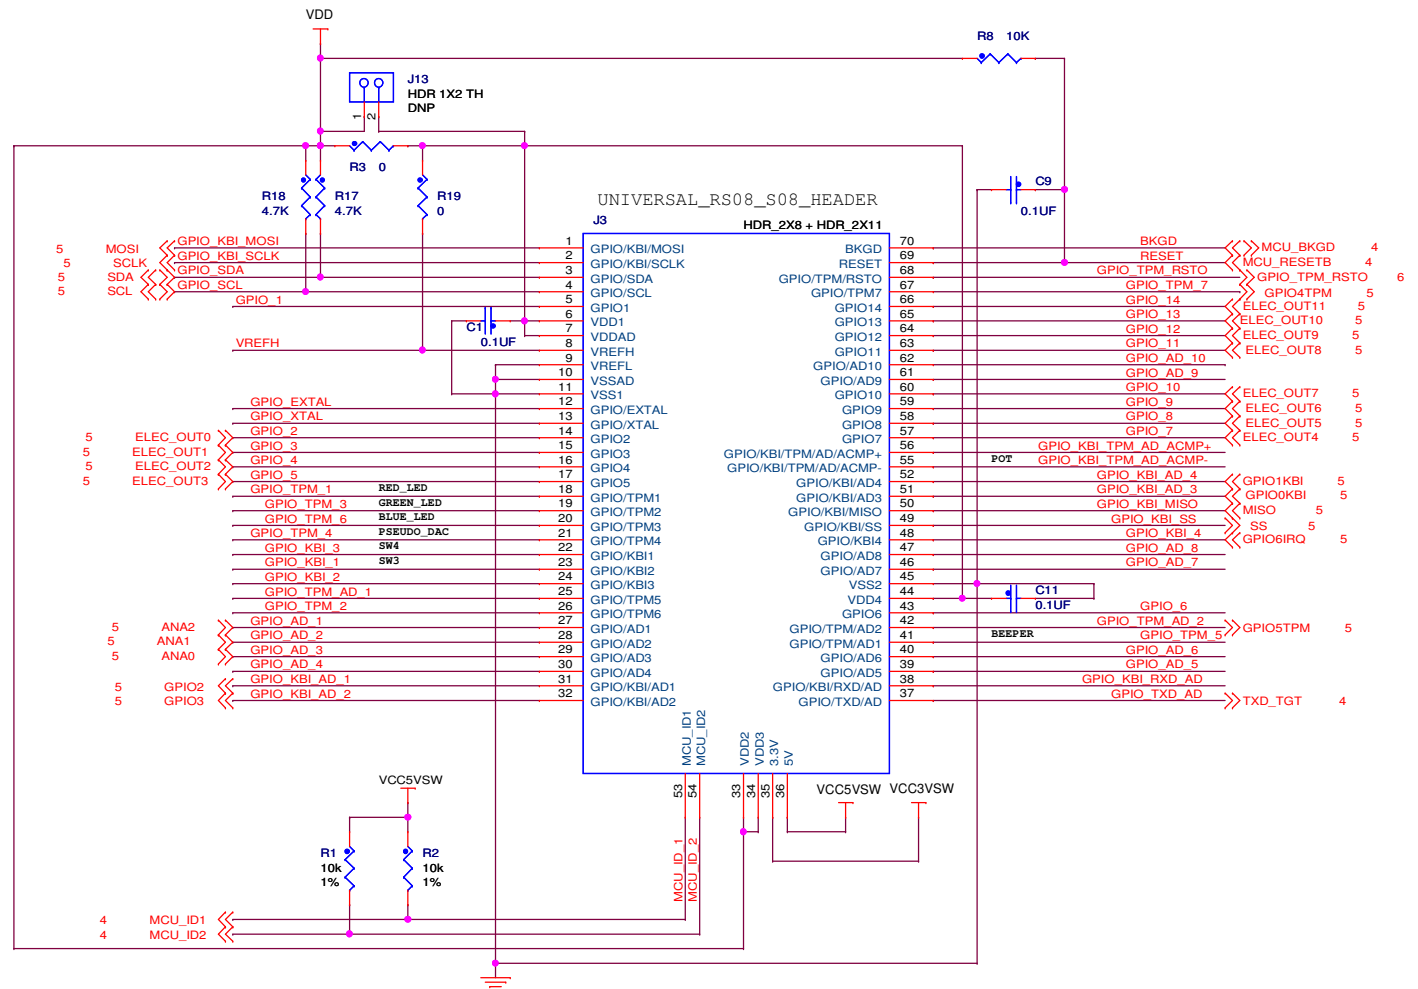 VDD
R8 10K
J13
HDR 1X2 TH
DNP
1 2
R3 0
R18
4.7K
R17
4.7K
R19
0
C9
0.1UF
UNIVERSAL_RS08_S08_HEADER
J3
HDR_2X8 + HDR_2X11
5 MOSI GPIO_KBI_MOSI 1 GPIO/KBI/MOSI
5 SCLK GPIO_KBI_SCLK 2 GPIO/KBI/SCLK
5 SDA GPIO_SDA 3 GPIO/SDA
5 SCL GPIO_SCL 4 GPIO/SCL
GPIO_1 5 GPIO1
6 VDD1
C1
0.1UF
7 VDDAD
VREFH 8 VREFH
9 VREFL
10 VSSAD
11 VSS1
GPIO_EXTAL 12 GPIO/EXTAL
GPIO_XTAL 13 GPIO/XTAL
5 ELEC_OUT0 GPIO_2 14 GPIO2
5 ELEC_OUT1 GPIO_3 15 GPIO3
5 ELEC_OUT2 GPIO_4 16 GPIO4
5 ELEC_OUT3 GPIO_5 17 GPIO5
GPIO_TPM_1 RED_LED 18 GPIO/TPM1
GPIO_TPM_3 GREEN_LED 19 GPIO/TPM2
GPIO_TPM_6 BLUE_LED 20 GPIO/TPM3
GPIO_TPM_4 PSEUDO_DAC 21 GPIO/TPM4
GPIO_KBI_3 SW4 22 GPIO/KBI1
GPIO_KBI_1 SW3 23 GPIO/KBI2
GPIO_KBI_2 24 GPIO/KBI3
GPIO_TPM_AD_1 25 GPIO/TPM5
GPIO_TPM_2 26 GPIO/TPM6
5 ANA2 GPIO_AD_1 27 GPIO/AD1
5 ANA1 GPIO_AD_2 28 GPIO/AD2
5 ANA0 GPIO_AD_3 29 GPIO/AD3
GPIO_AD_4 30 GPIO/AD4
5 GPIO2 GPIO_KBI_AD_1 31 GPIO/KBI/AD1
5 GPIO3 GPIO_KBI_AD_2 32 GPIO/KBI/AD2
BKGD 70 BKGD MCU_BKGD 4
RESET 69 RESET MCU_RESETB 4
GPIO/TPM/RSTO 68 GPIO_TPM_RSTO GPIO_TPM_RSTO 6
GPIO/TPM7 67 GPIO_TPM_7 GPIO4TPM 5
GPIO14 66 GPIO_14 ELEC_OUT11 5
GPIO13 65 GPIO_13 ELEC_OUT10 5
GPIO12 64 GPIO_12 ELEC_OUT9 5
GPIO11 63 GPIO_11 ELEC_OUT8 5
GPIO/AD10 62 GPIO_AD_10
GPIO/AD9 61 GPIO_AD_9
GPIO10 60 GPIO_10 ELEC_OUT7 5
GPIO9 59 GPIO_9 ELEC_OUT6 5
GPIO8 58 GPIO_8 ELEC_OUT5 5
GPIO7 57 GPIO_7 ELEC_OUT4 5
GPIO/KBI/TPM/AD/ACMP+ 56 GPIO_KBI_TPM_AD_ACMP+
GPIO/KBI/TPM/AD/ACMP- 55 POT GPIO_KBI_TPM_AD_ACMP-
GPIO/KBI/AD4 52 GPIO_KBI_AD_4 GPIO1KBI 5
GPIO/KBI/AD3 51 GPIO_KBI_AD_3 GPIO0KBI 5
GPIO/KBI/MISO 50 GPIO_KBI_MISO MISO 5
GPIO/KBI/SS 49 GPIO_KBI_SS SS 5
GPIO/KBI4 48 GPIO_KBI_4 GPIO6IRQ 5
GPIO/AD8 47 GPIO_AD_8
GPIO/AD7 46 GPIO_AD_7
VSS2 45
VDD4 44
C11
0.1UF
GPIO6 43 GPIO_6
GPIO/TPM/AD2 42 GPIO_TPM_AD_2 GPIO5TPM 5
GPIO/TPM/AD1 41 BEEPER GPIO_TPM_5
GPIO/AD6 40 GPIO_AD_6
GPIO/AD5 39 GPIO_AD_5
GPIO/KBI/RXD/AD 38 GPIO_KBI_RXD_AD
GPIO/TXD/AD 37 GPIO_TXD_AD TXD_TGT 4
MCU_ID1
MCU_ID2
VDD2
VDD3
3.3V
5V
53
54
33
34
35
36
MCU_ID_1
MCU_ID_2
VCC5VSW
VCC3VSW
VCC5VSW
R1
10k
1%
R2
10k
1%
4 MCU_ID1
4 MCU_ID2